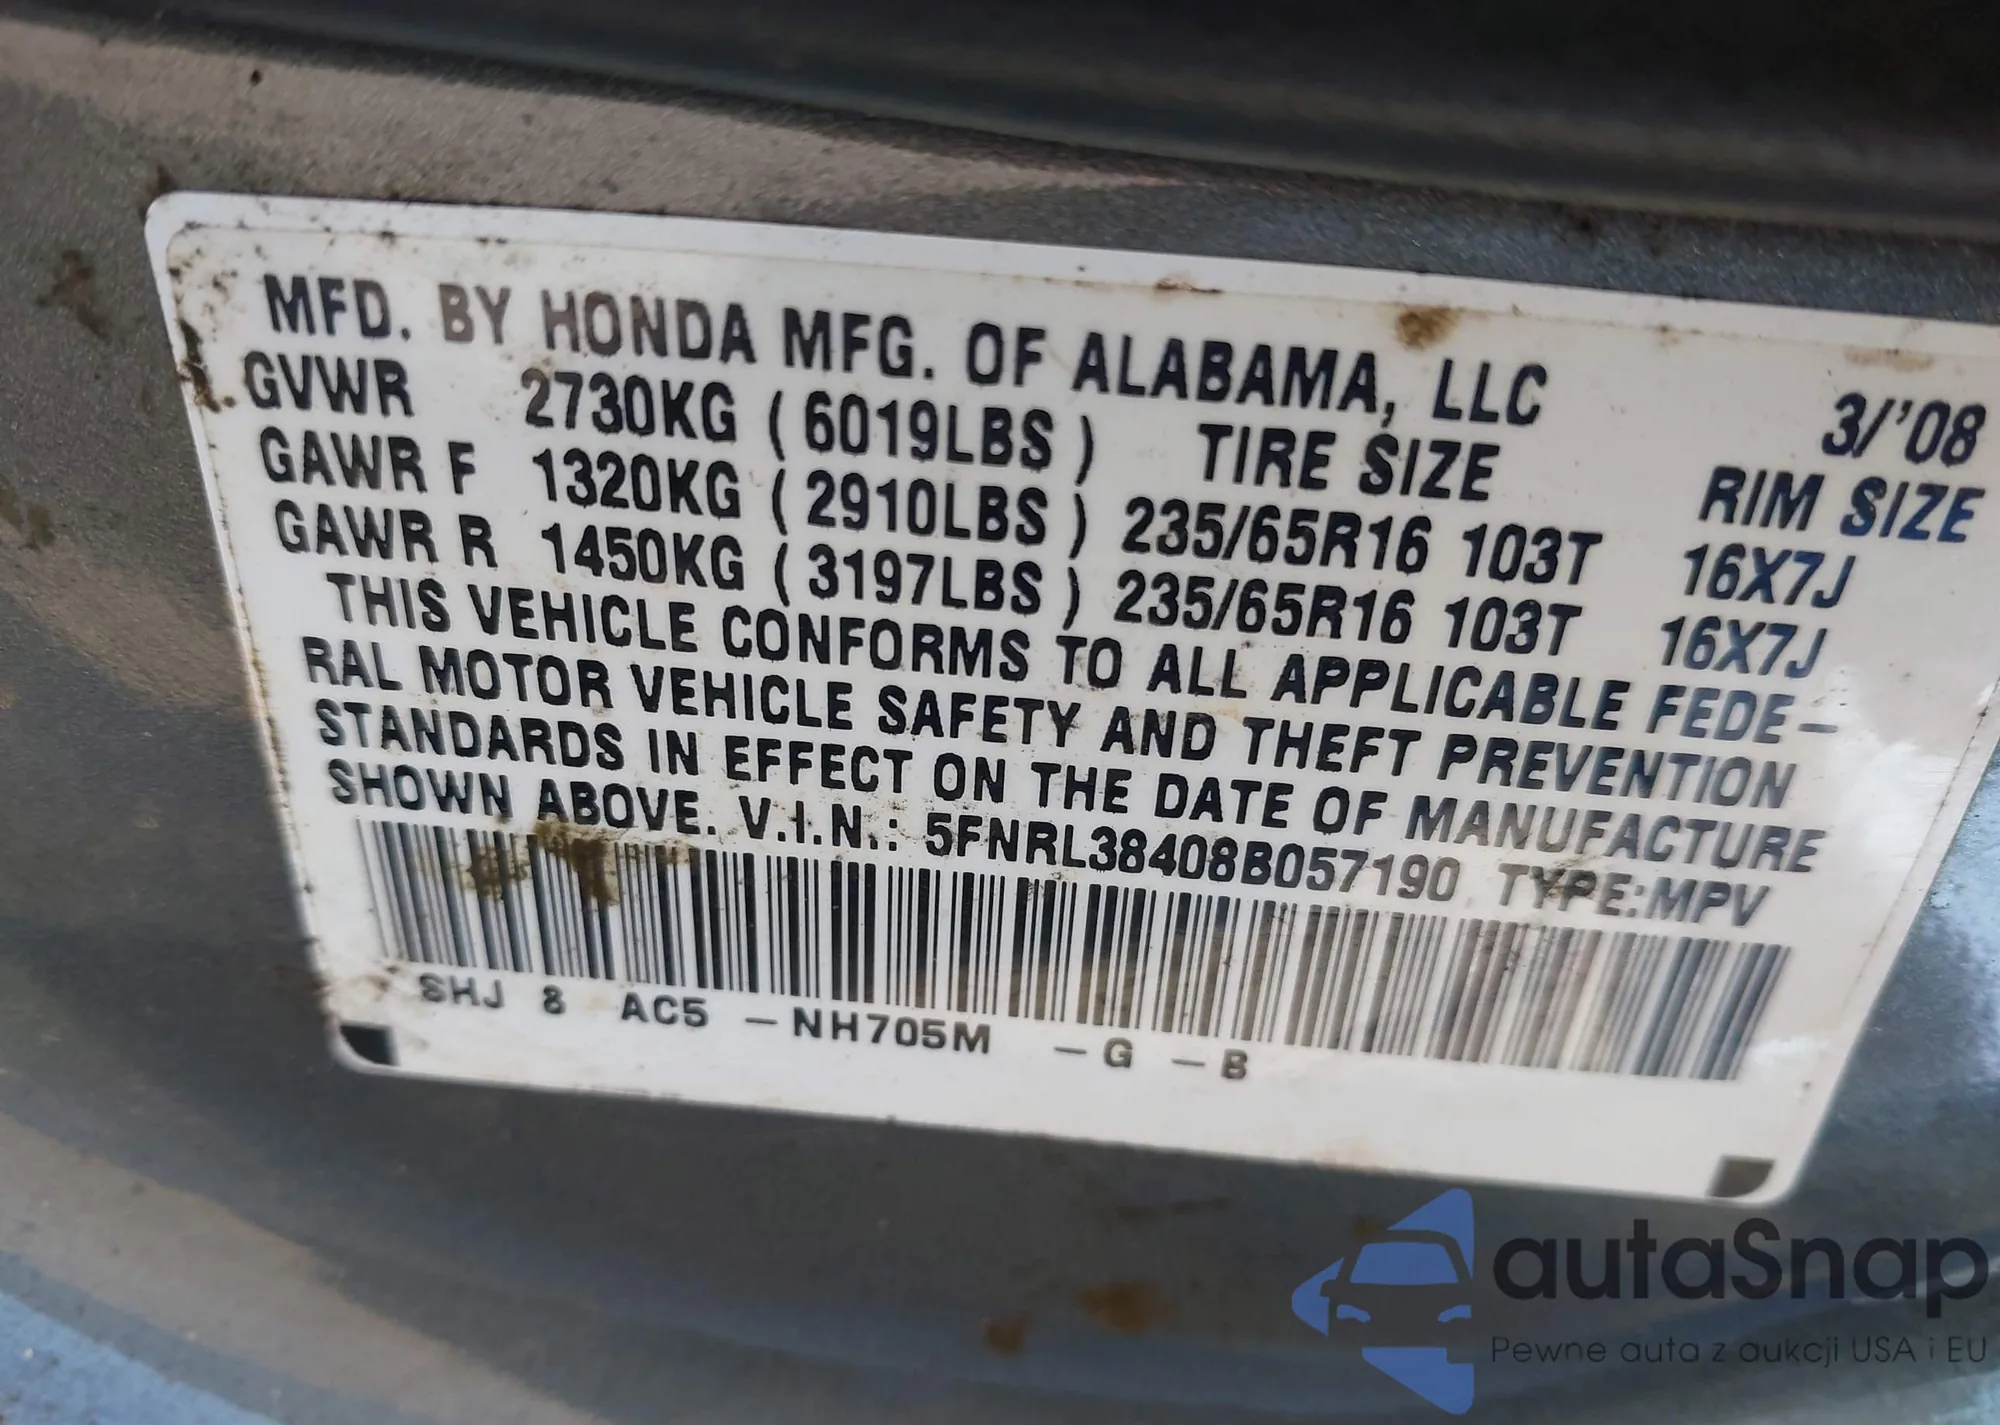 MFD. BY HONDA MFG. OF ALABAMA, LLC 3/'08
GVWR 2730KG ( 6019LBS ) TIRE SIZE RIM SIZE
GAWR F 1320KG ( 2910LBS ) 235/65R16 103T 16X7J
GAWR R 1450KG ( 3197LBS ) 235/65R16 103T 16X7J
THIS VEHICLE CONFORMS TO ALL APPLICABLE FEDE-
RAL MOTOR VEHICLE SAFETY AND THEFT PREVENTION
STANDARDS IN EFFECT ON THE DATE OF MANUFACTURE
SHOWN ABOVE. V.I.N.: 5FNRL38408B057190 TYPE:MPV
SHJ 8 AC5 -NH705M -G -B
autaSnap
Pewne auta z aukcji USA i EU